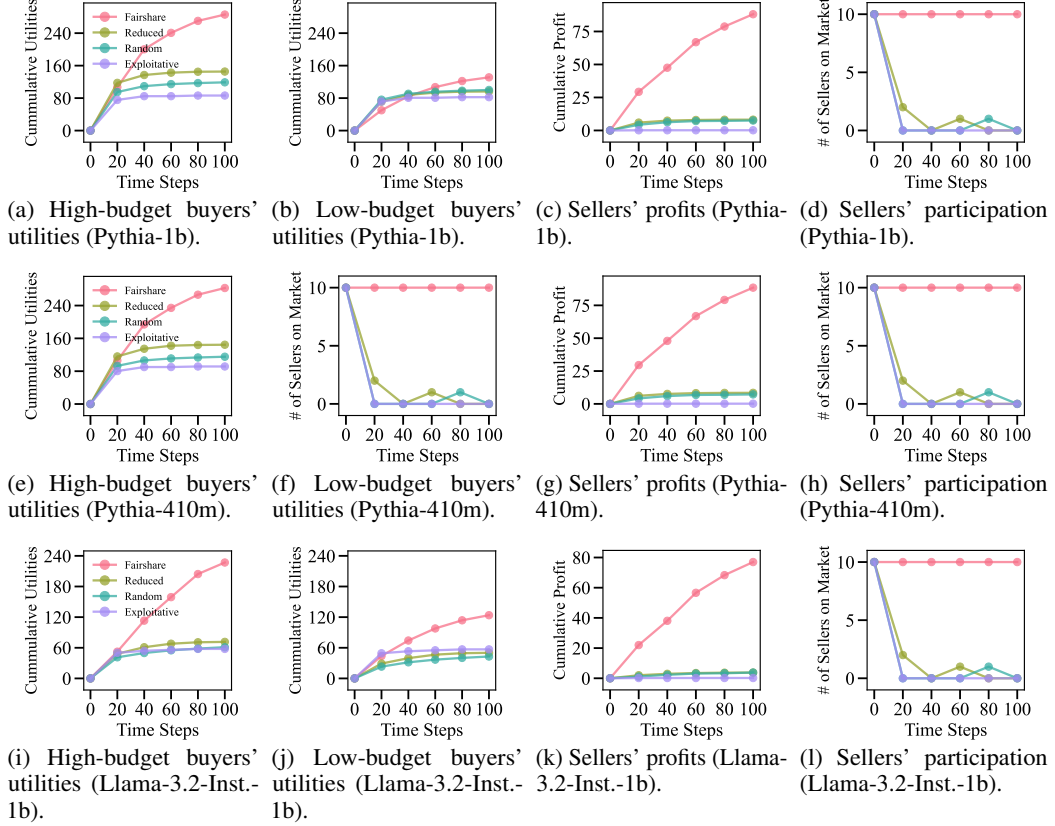 Cummulative Utilities
240
160
80
0
Fairshare
Reduced
Random
Exploitative
0 20 40 60 80 100
Time Steps
(a) High-budget buyers'
utilities (Pythia-1b).
Cummulative Utilities
240
160
80
0
0 20 40 60 80 100
Time Steps
(b) Low-budget buyers'
utilities (Pythia-1b).
Cumulative Profit
75
50
25
0
0 20 40 60 80 100
Time Steps
(c) Sellers' profits (Pythia-
1b).
# of Sellers on Market
10
5
0
0 20 40 60 80 100
Time Steps
(d) Sellers' participation
(Pythia-1b).
Cummulative Utilities
240
160
80
0
Fairshare
Reduced
Random
Exploitative
0 20 40 60 80 100
Time Steps
(e) High-budget buyers'
utilities (Pythia-410m).
# of Sellers on Market
10
5
0
0 20 40 60 80 100
Time Steps
(f) Low-budget buyers'
utilities (Pythia-410m).
Cumulative Profit
75
50
25
0
0 20 40 60 80 100
Time Steps
(g) Sellers' profits (Pythia-
410m).
# of Sellers on Market
10
5
0
0 20 40 60 80 100
Time Steps
(h) Sellers' participation
(Pythia-410m).
Cummulative Utilities
240
180
120
60
0
Fairshare
Reduced
Random
Exploitative
0 20 40 60 80 100
Time Steps
(i) High-budget buyers'
utilities (Llama-3.2-Inst.-
1b).
Cummulative Utilities
240
180
120
60
0
0 20 40 60 80 100
Time Steps
(j) Low-budget buyers'
utilities (Llama-3.2-Inst.-
1b).
Cumulative Profit
80
60
40
20
0
0 20 40 60 80 100
Time Steps
(k) Sellers' profits (Llama-
3.2-Inst.-1b).
# of Sellers on Market
10
5
0
0 20 40 60 80 100
Time Steps
(l) Sellers' participation
(Llama-3.2-Inst.-1b).